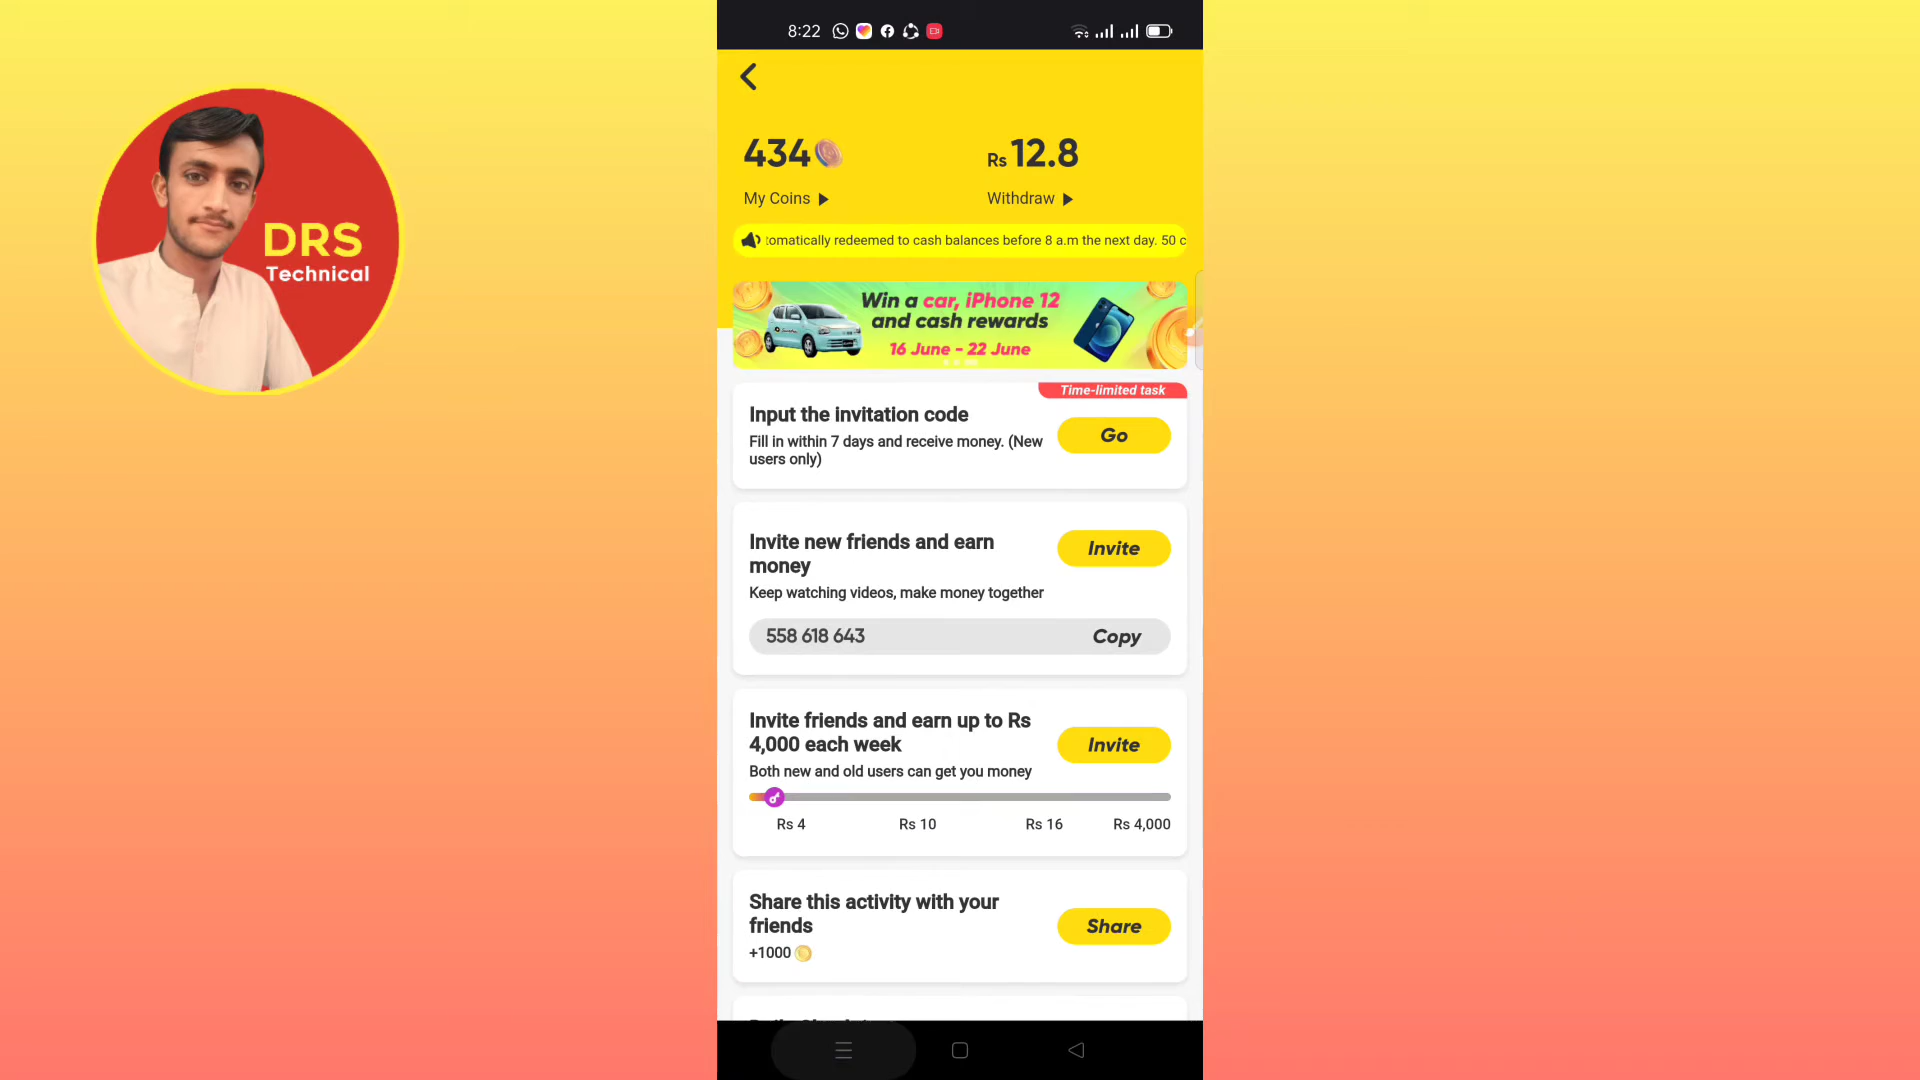 8:22
DRS
Technical
434
Rs 12.8
My Coins
Withdraw
tomatically redeemed to cash balances before 8 a.m the next day. 50 c
Win a car, iPhone 12
and cash rewards
16 June - 22 June
Time-limited task
Input the invitation code
Go
Fill in within 7 days and receive money. (New
users only)
Invite new friends and earn
money
Invite
Keep watching videos, make money together
558 618 643
Copy
Invite friends and earn up to Rs
4,000 each week
Invite
Both new and old users can get you money
Rs 4
Rs 10
Rs 16
Rs 4,000
Share this activity with your
friends
Share
+1000